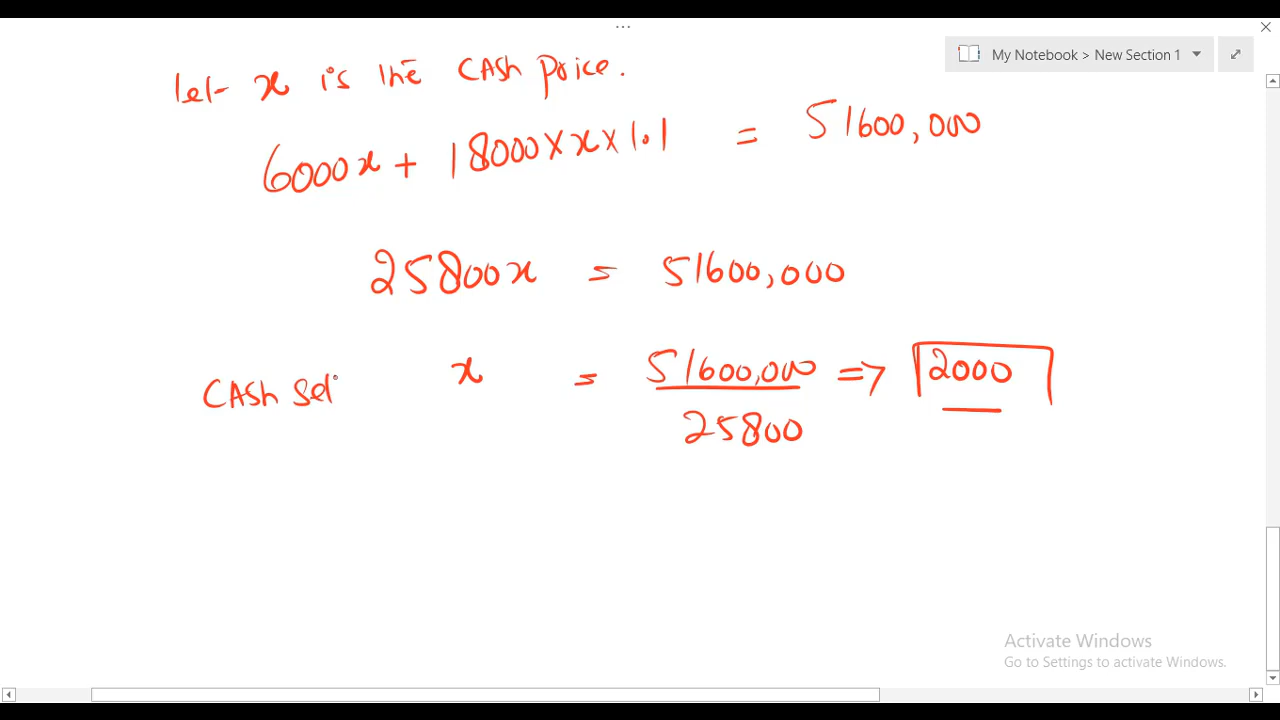 ...
My Notebook > New Section 1
let x is the CASh price.
6000x + 18000 × x × 1.1 = 51600,000
25800x = 51600,000
CASh Sel x = 51600,000 => 2000
25800
Activate Windows
Go to Settings to activate Windows.